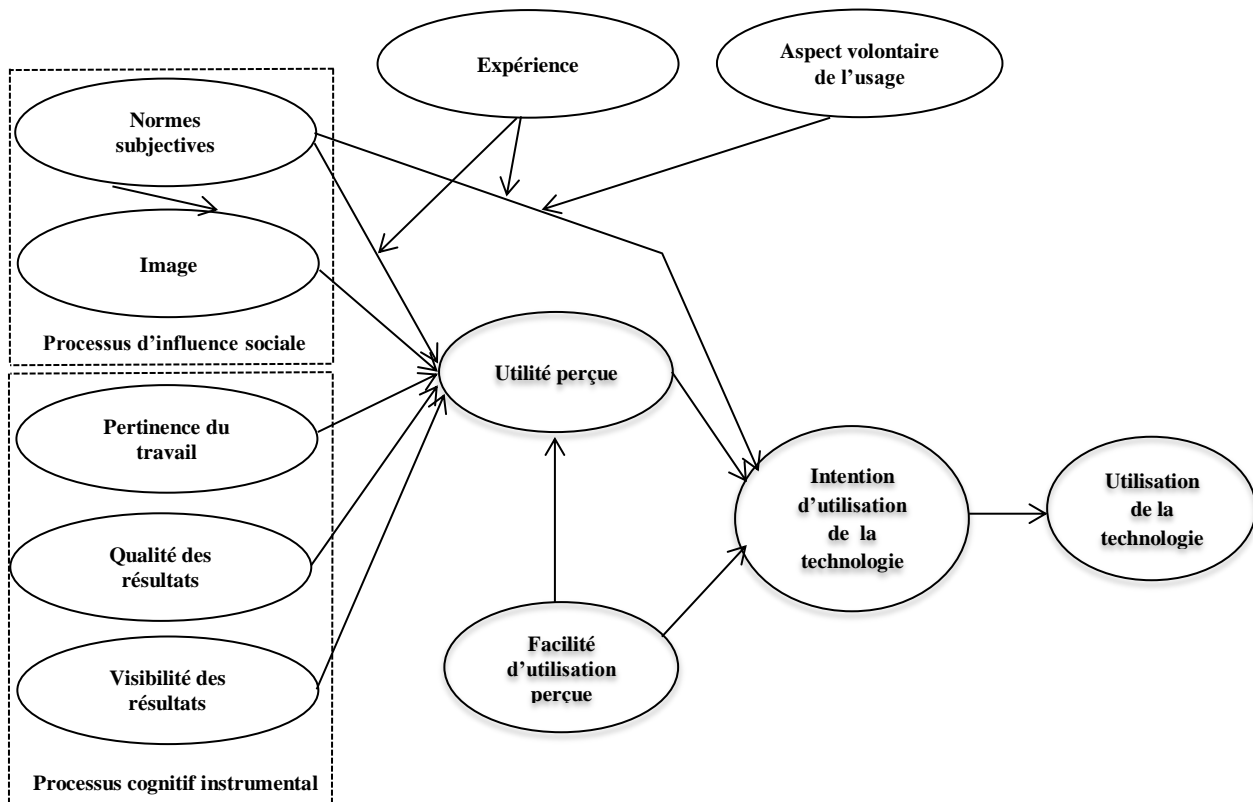 Expérience
Aspect volontaire
de l’usage
Normes
subjectives
Image
Processus d’influence sociale
Utilité perçue
Pertinence du
travail
Qualité des
résultats
Visibilité des
résultats
Processus cognitif instrumental
Facilité
d’utilisation
perçue
Intention
d’utilisation
de la
technologie
Utilisation
de la
technologie